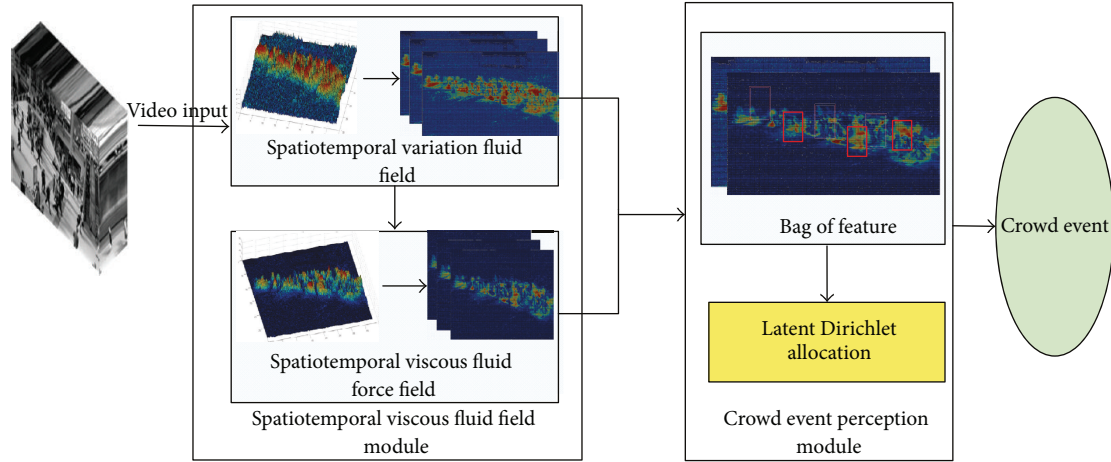 Video input
Spatiotemporal variation fluid
field
Spatiotemporal viscous fluid
force field
Spatiotemporal viscous fluid field
module
Bag of feature
Latent Dirichlet
allocation
Crowd event perception
module
Crowd event